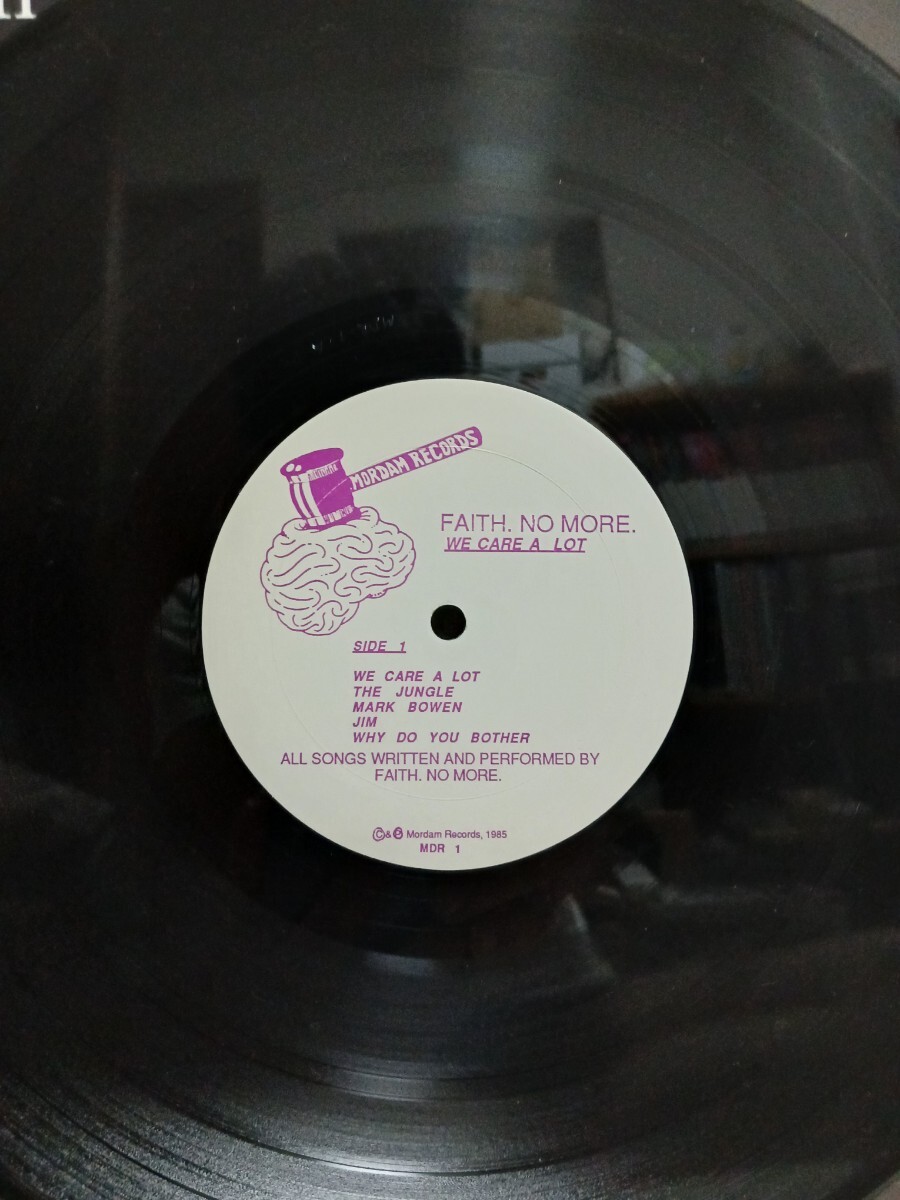 MORDAM RECORDS
FAITH. NO MORE.
WE CARE A LOT
SIDE 1
WE CARE A LOT
THE JUNGLE
MARK BOWEN
JIM
WHY DO YOU BOTHER
ALL SONGS WRITTEN AND PERFORMED BY
FAITH. NO MORE.
©&℗ Mordam Records, 1985
MDR 1